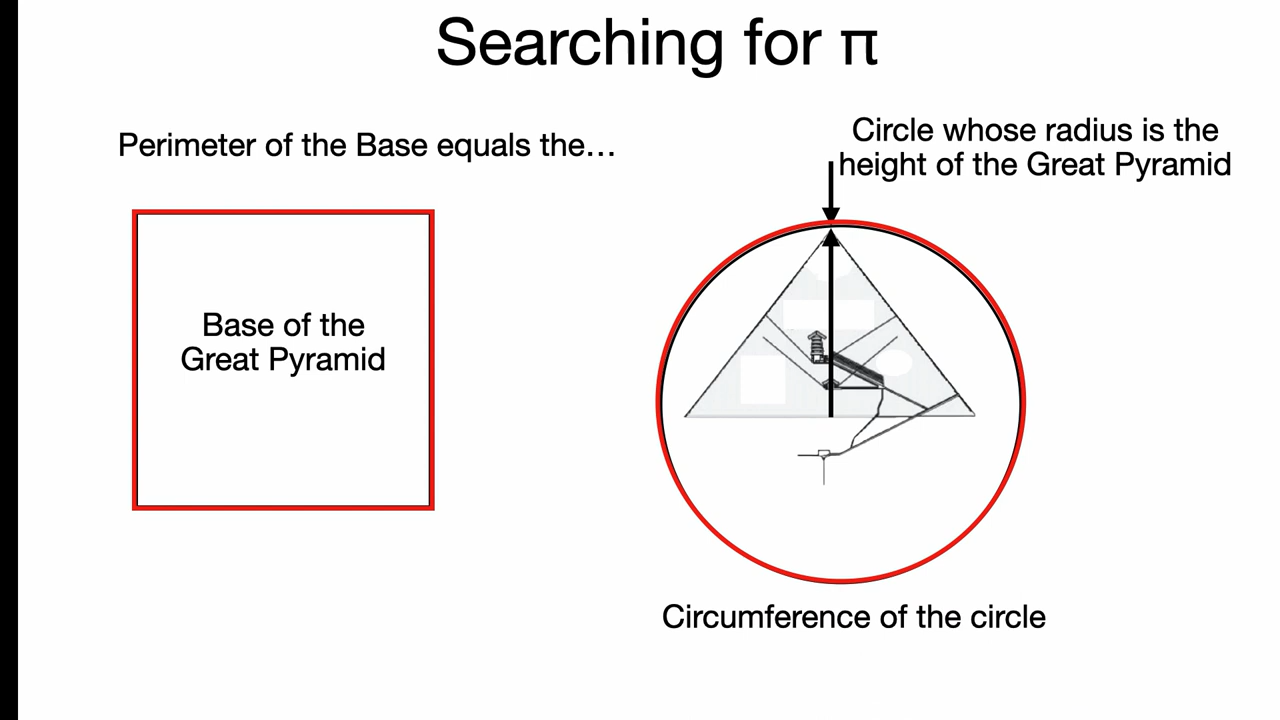 Searching for π
Perimeter of the Base equals the…
Circle whose radius is the
height of the Great Pyramid
Base of the
Great Pyramid
Circumference of the circle